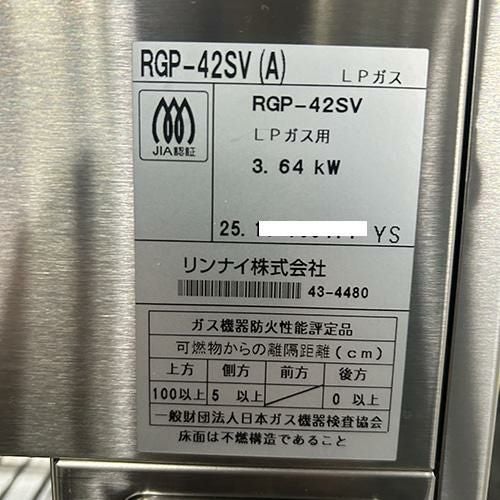 RGP-42SV(A) LPガス
JIA認証
RGP-42SV
LPガス用
3.64 kW
25.1 YS
リンナイ株式会社
43-4480
ガス機器防火性能評定品
可燃物からの離隔距離(cm)
上方 側方 前方 後方
100以上 5 以上 0 以上
一般財団法人日本ガス機器検査協会
床面は不燃構造であること